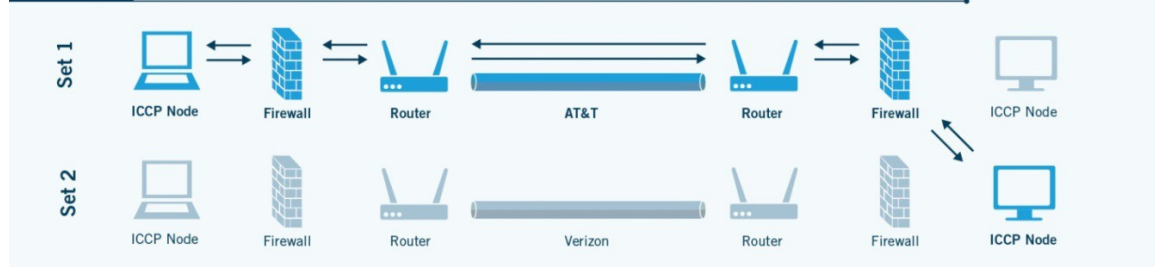 Set 1
ICCP Node
Firewall
Router
AT&T
Router
Firewall
ICCP Node
Set 2
ICCP Node
Firewall
Router
Verizon
Router
Firewall
ICCP Node